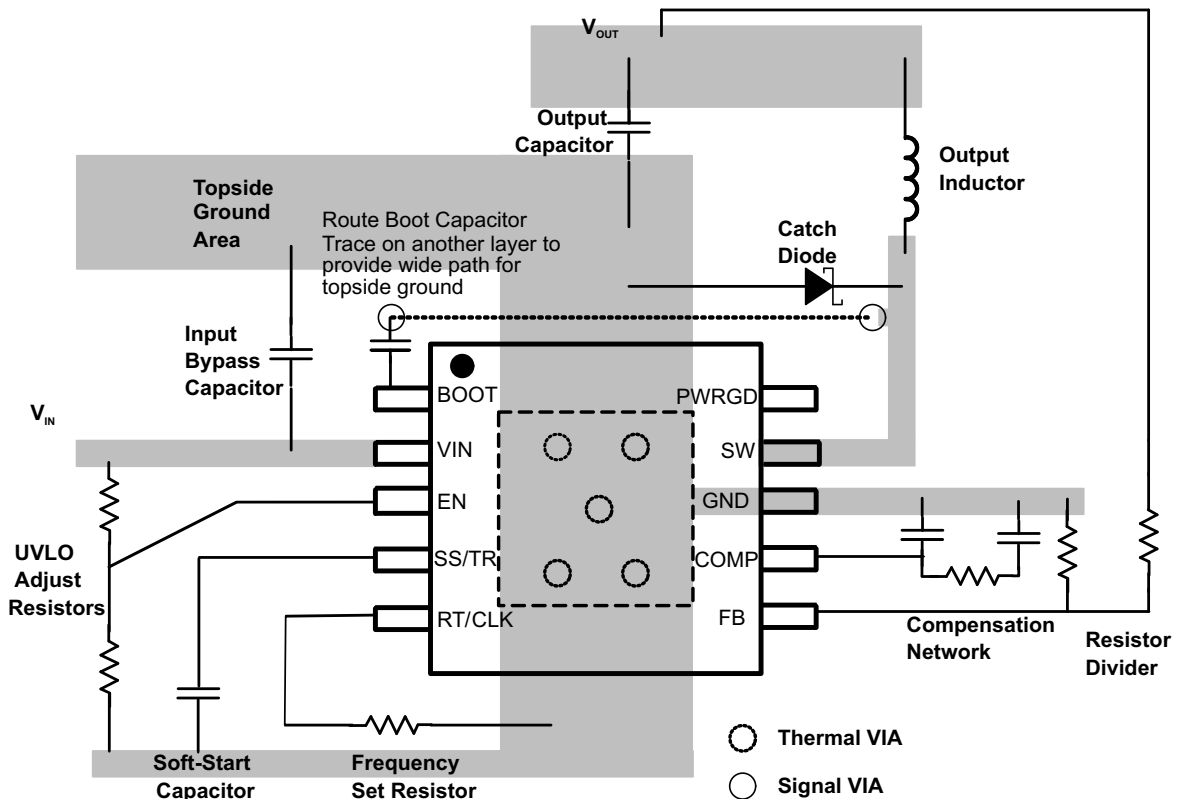 VOUT
Output
Capacitor
Output
Inductor
Topside
Ground
Area
Route Boot Capacitor
Trace on another layer to
provide wide path for
topside ground
Catch
Diode
Input
Bypass
Capacitor
VIN
BOOT
VIN
EN
SS/TR
RT/CLK
PWRGD
SW
GND
COMP
FB
UVLO
Adjust
Resistors
Compensation
Network
Resistor
Divider
Soft-Start
Capacitor
Frequency
Set Resistor
Thermal VIA
Signal VIA